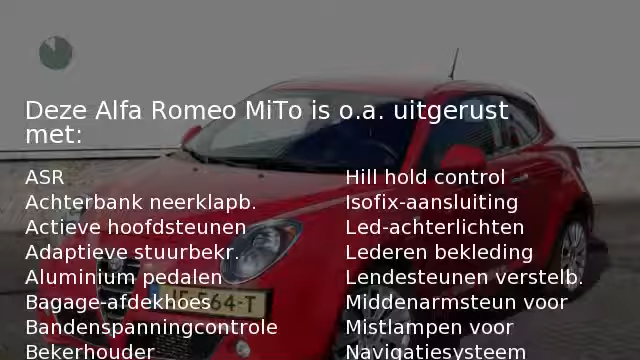 Deze Alfa Romeo MiTo is o.a. uitgerust
met:
ASR
Achterbank neerklapb.
Actieve hoofdsteunen
Adaptieve stuurbekr.
Aluminium pedalen
Bagage-afdekhoes
Bandenspanningcontrole
Bekerhouder
Hill hold control
Isofix-aansluiting
Led-achterlichten
Lederen bekleding
Lendesteunen verstelb.
Middenarmsteun voor
Mistlampen voor
Navigatiesysteem